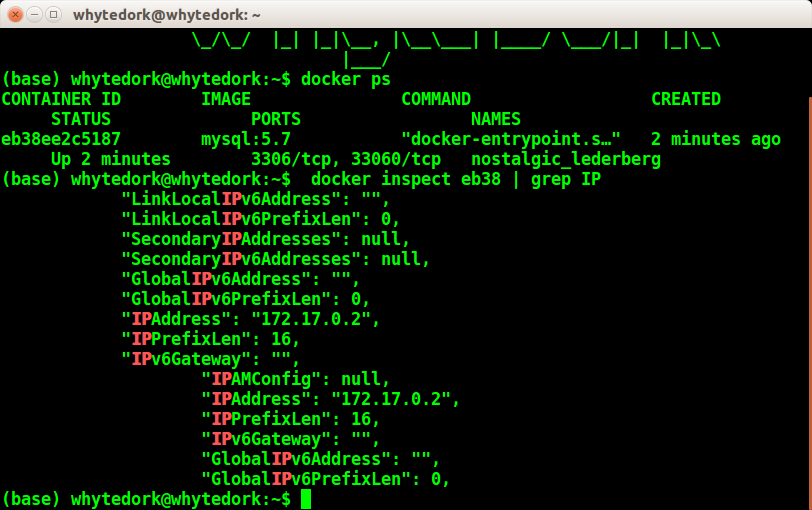 whytedork@whytedork: ~
\_/\_/  |_| |_|\__, |\__\___| |____/ \___/|_|  |_|\_\
|___/
(base) whytedork@whytedork:~$ docker ps
CONTAINER ID        IMAGE               COMMAND                  CREATED
STATUS              PORTS                 NAMES
eb38ee2c5187        mysql:5.7           "docker-entrypoint.s…"   2 minutes ago
Up 2 minutes        3306/tcp, 33060/tcp   nostalgic_lederberg
(base) whytedork@whytedork:~$  docker inspect eb38 | grep IP
"LinkLocalIPv6Address": "",
"LinkLocalIPv6PrefixLen": 0,
"SecondaryIPAddresses": null,
"SecondaryIPv6Addresses": null,
"GlobalIPv6Address": "",
"GlobalIPv6PrefixLen": 0,
"IPAddress": "172.17.0.2",
"IPPrefixLen": 16,
"IPv6Gateway": "",
"IPAMConfig": null,
"IPAddress": "172.17.0.2",
"IPPrefixLen": 16,
"IPv6Gateway": "",
"GlobalIPv6Address": "",
"GlobalIPv6PrefixLen": 0,
(base) whytedork@whytedork:~$